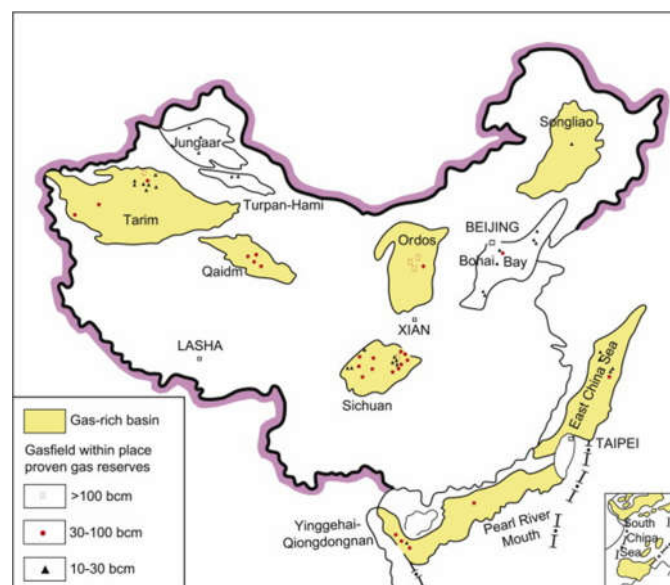 Songliao
Jungaar
Turpan-Hami
Tarim
BEIJING
Ordos
Bohai Bay
Qaidm
XIAN
LASHA
Sichuan
East China Sea
TAIPEI
Yinggehai-
Qiongdongnan
Pearl River
Mouth
South
China
Sea
Gas-rich basin
Gasfield within place
proven gas reserves
>100 bcm
30-100 bcm
10-30 bcm